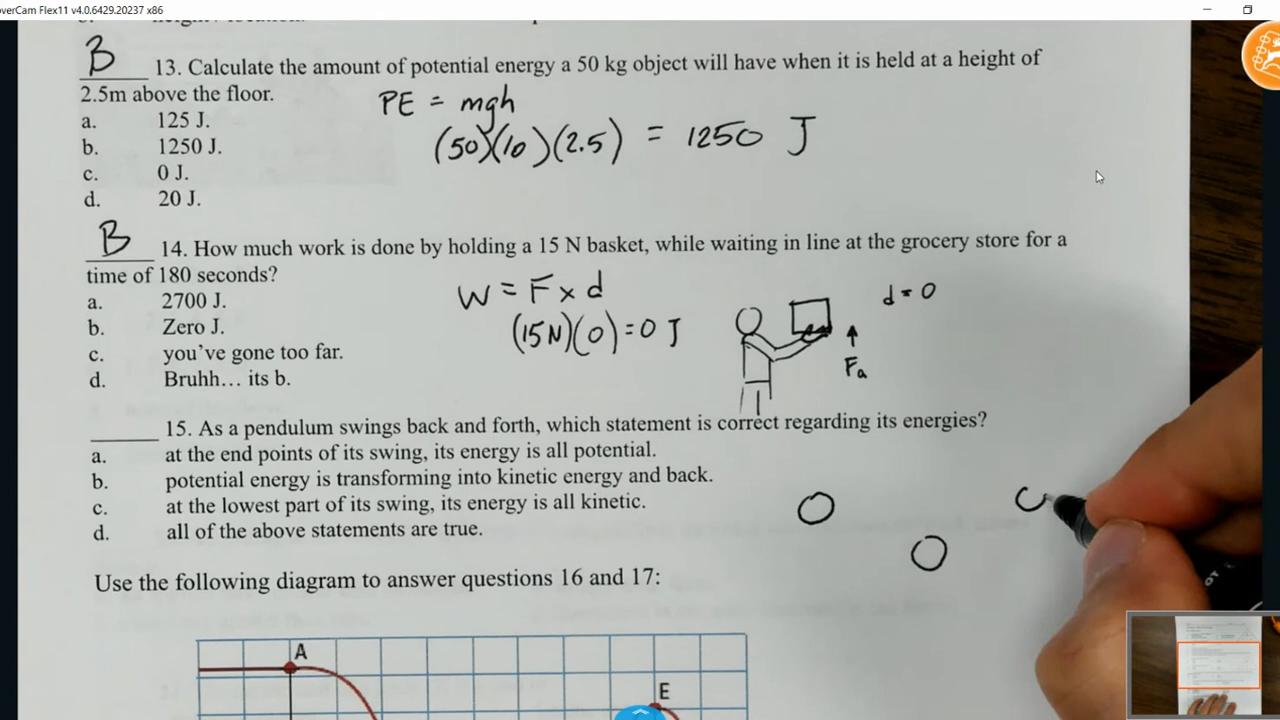 overCam Flex11 v4.0.6429.20237 x86
B 13. Calculate the amount of potential energy a 50 kg object will have when it is held at a height of
2.5m above the floor.
PE = mgh
a. 125 J.
(50)(10)(2.5) = 1250 J
b. 1250 J.
c. 0 J.
d. 20 J.
B 14. How much work is done by holding a 15 N basket, while waiting in line at the grocery store for a
time of 180 seconds?
W = F x d
d = 0
a. 2700 J.
(15N)(0) = 0 J
b. Zero J.
c. you've gone too far.
Fa
d. Bruhh… its b.
______ 15. As a pendulum swings back and forth, which statement is correct regarding its energies?
a. at the end points of its swing, its energy is all potential.
b. potential energy is transforming into kinetic energy and back.
c. at the lowest part of its swing, its energy is all kinetic.
d. all of the above statements are true.
Use the following diagram to answer questions 16 and 17:
A
E